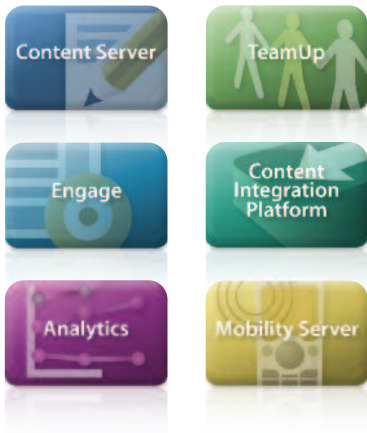 Content Server
TeamUp
Engage
Content
Integration
Platform
Analytics
Mobility Server